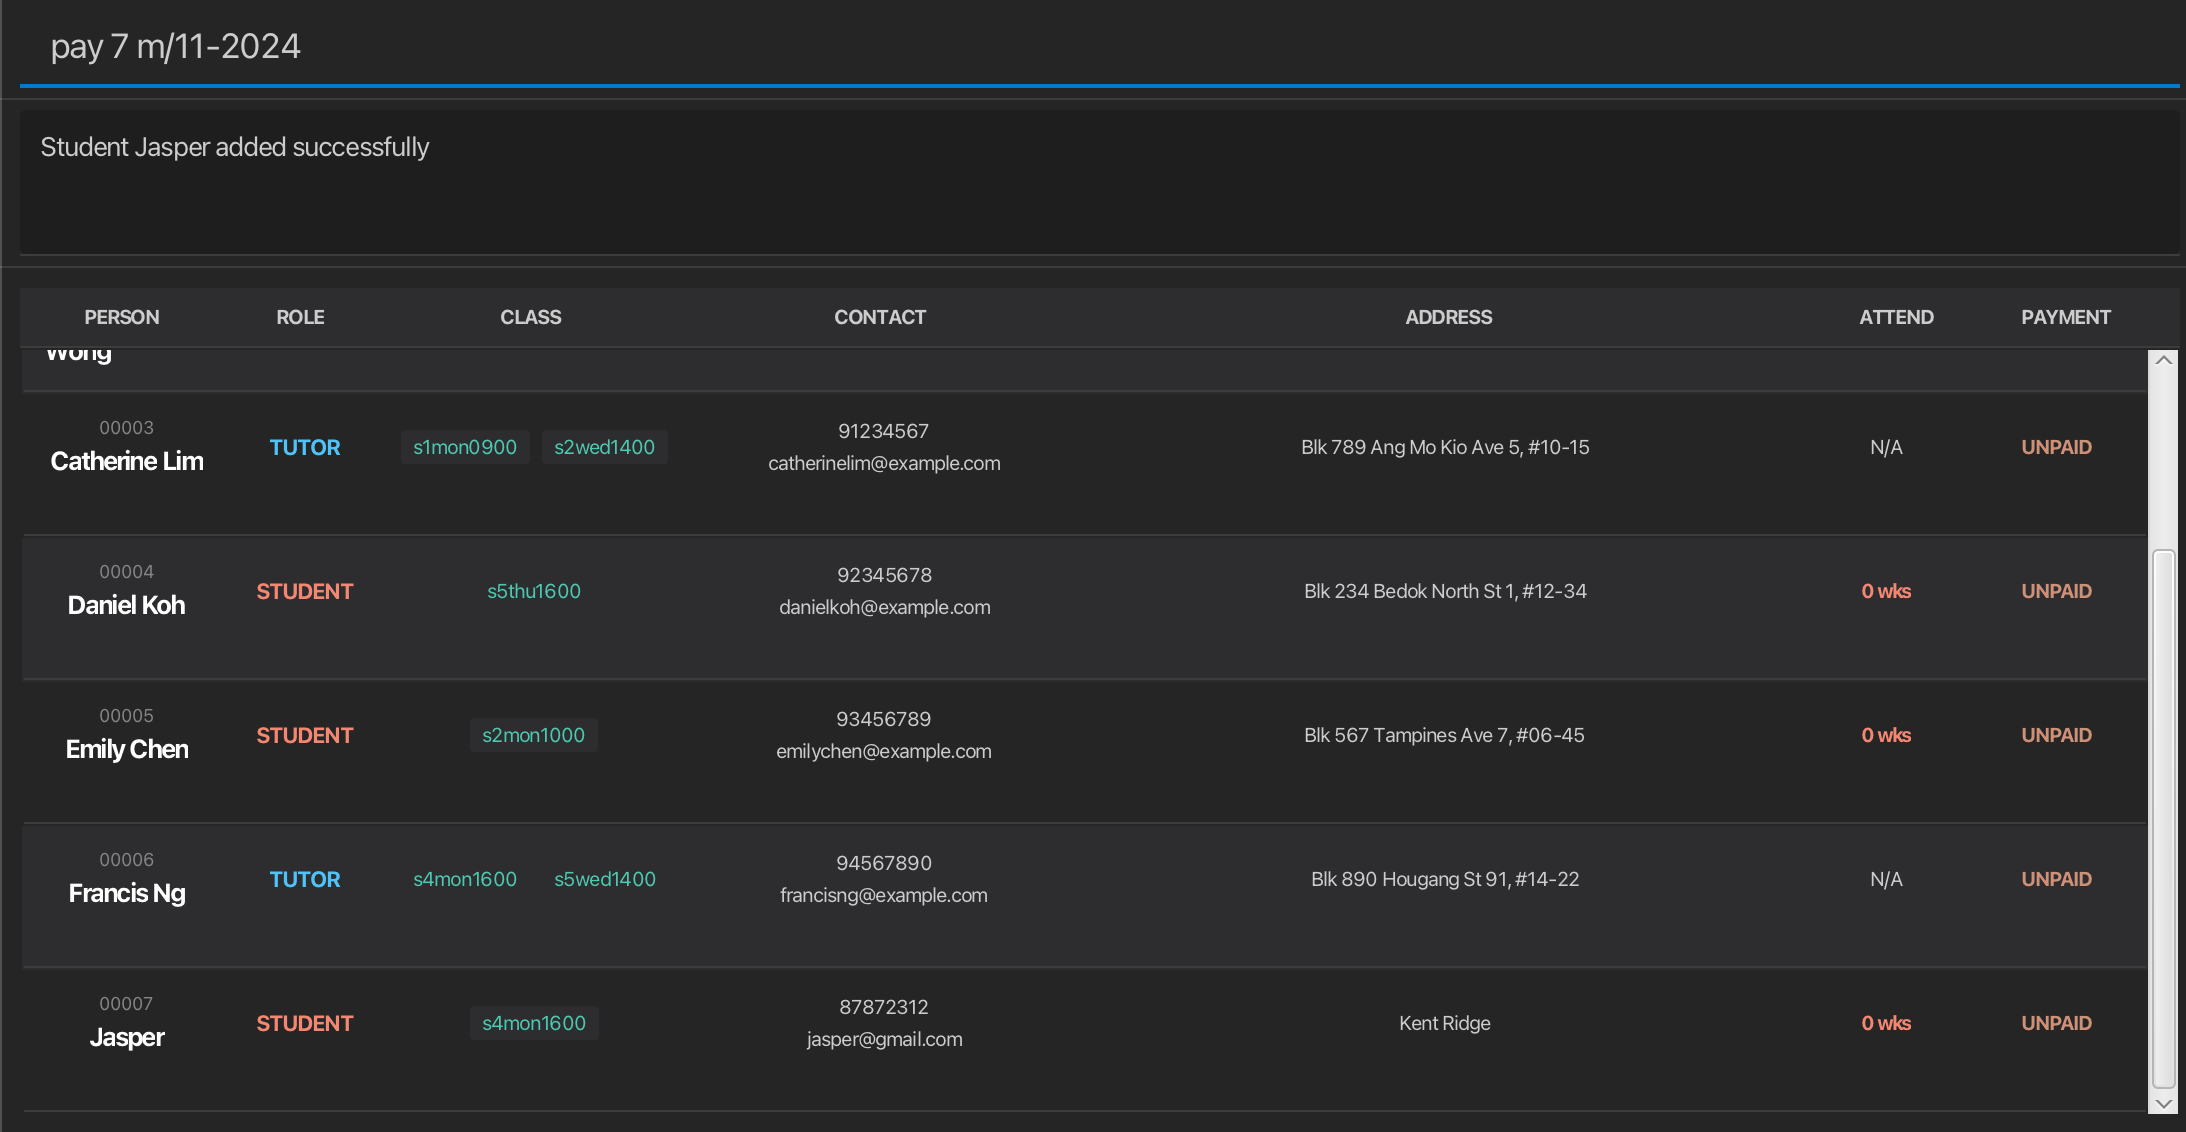 pay 7 m/11-2024
Student Jasper added successfully
PERSON ROLE CLASS CONTACT ADDRESS ATTEND PAYMENT
Wong
00003
Catherine Lim
TUTOR
s1mon0900 s2wed1400
91234567
catherinelim@example.com
Blk 789 Ang Mo Kio Ave 5, #10-15
N/A
UNPAID
00004
Daniel Koh
STUDENT
s5thu1600
92345678
danielkoh@example.com
Blk 234 Bedok North St 1, #12-34
0 wks
UNPAID
00005
Emily Chen
STUDENT
s2mon1000
93456789
emilychen@example.com
Blk 567 Tampines Ave 7, #06-45
0 wks
UNPAID
00006
Francis Ng
TUTOR
s4mon1600 s5wed1400
94567890
francisng@example.com
Blk 890 Hougang St 91, #14-22
N/A
UNPAID
00007
Jasper
STUDENT
s4mon1600
87872312
jasper@gmail.com
Kent Ridge
0 wks
UNPAID